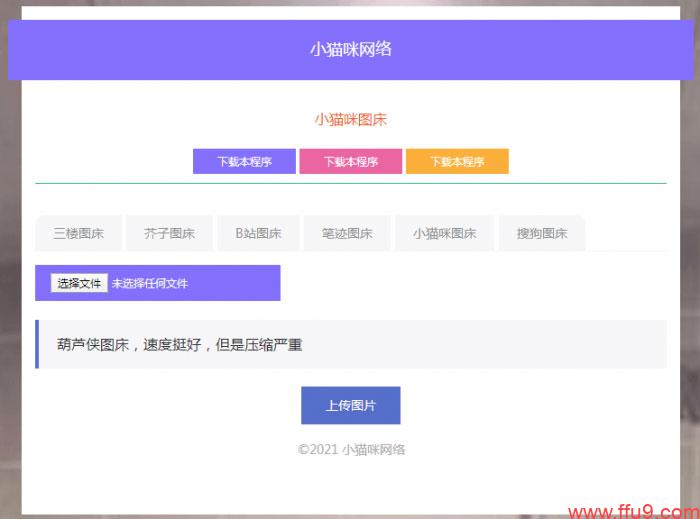 小猫咪网络
小猫咪图床
下载本程序 下载本程序 下载本程序
三楼图床 芥子图床 B站图床 笔迹图床 小猫咪图床 搜狗图床
选择文件 未选择任何文件
葫芦侠图床，速度挺好，但是压缩严重
上传图片
©2021 小猫咪网络
www.ffu9.com